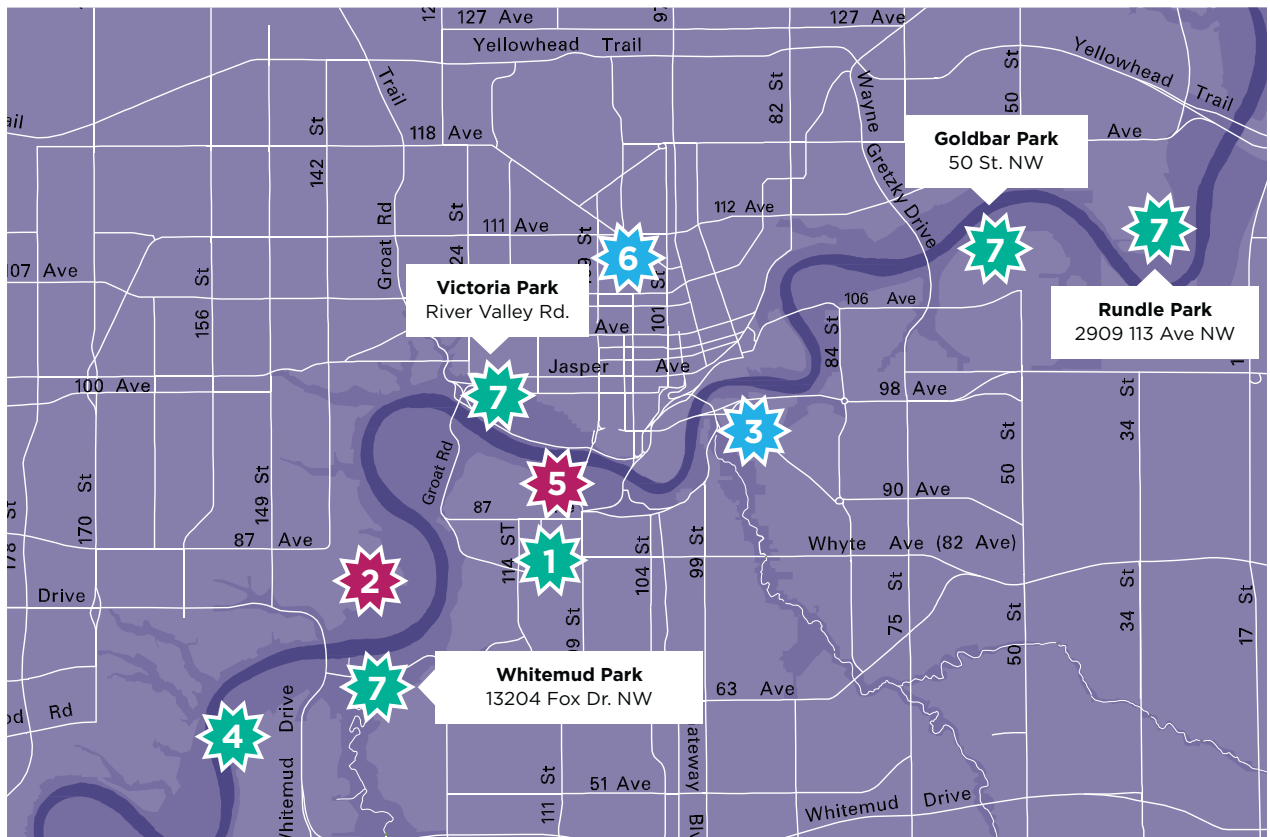 127 Ave
127 Ave
Yellowhead Trail
Yellowhead Trail
Trail
82 St
50 St
Wayne Gretzky Drive
142 St
118 Ave
Ave
Goldbar Park
50 St. NW
7
7
Rundle Park
2909 113 Ave NW
Groat Rd
St
111 Ave
112 Ave
6
St
101 St
107 Ave
156 St
Victoria Park
River Valley Rd.
7
Ave
106 Ave
84 St
Jasper Ave
100 Ave
98 Ave
34 St
3
Groat Rd
5
170 St
149 St
178 St
87
90 Ave
50 St
87 Ave
114 ST
1
104 St
99 St
Whyte Ave (82 Ave)
2
Drive
75 St
34 St
17 St
50 St
St
Whitemud Park
13204 Fox Dr. NW
7
63 Ave
Rd
4
Whitemud Drive
111 St
51 Ave
Whitemud Drive